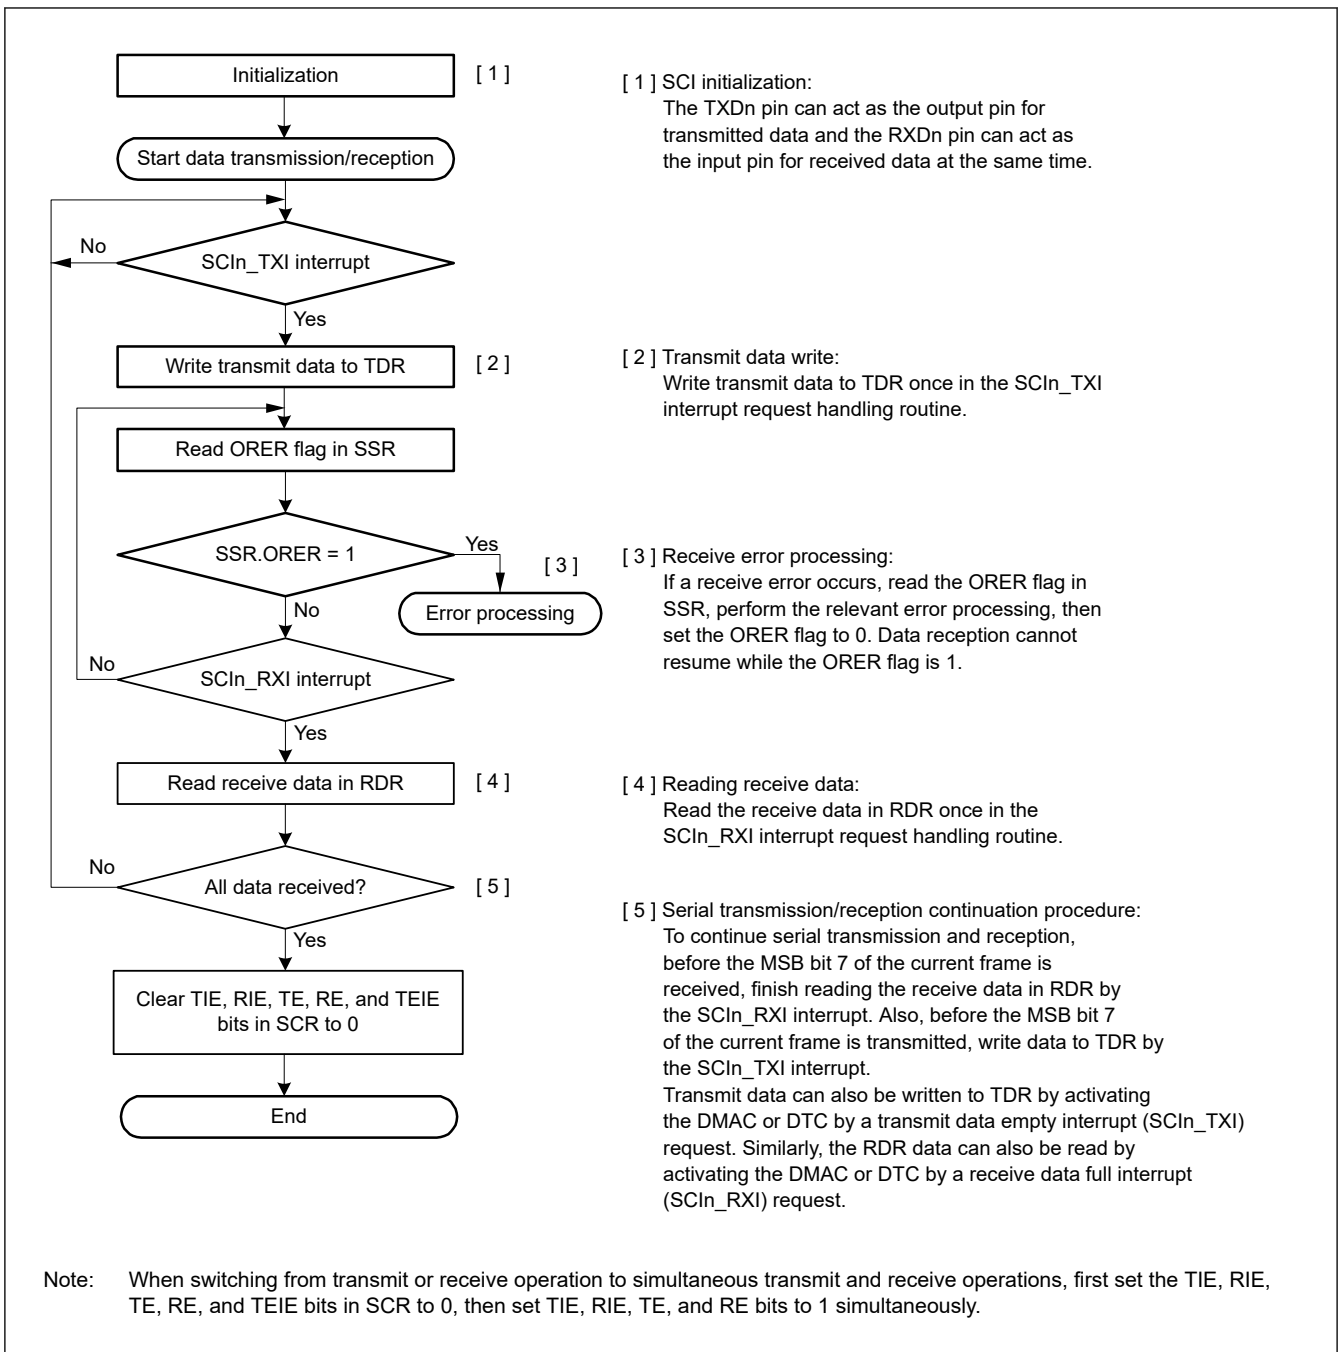 Initialization
[ 1 ]
Start data transmission/reception
No
SCIn_TXI interrupt
Yes
Write transmit data to TDR
[ 2 ]
Read ORER flag in SSR
SSR.ORER = 1
Yes
[ 3 ]
Error processing
No
No
SCIn_RXI interrupt
Yes
Read receive data in RDR
[ 4 ]
No
All data received?
[ 5 ]
Yes
Clear TIE, RIE, TE, RE, and TEIE
bits in SCR to 0
End
[ 1 ] SCI initialization:
The TXDn pin can act as the output pin for
transmitted data and the RXDn pin can act as
the input pin for received data at the same time.
[ 2 ] Transmit data write:
Write transmit data to TDR once in the SCIn_TXI
interrupt request handling routine.
[ 3 ] Receive error processing:
If a receive error occurs, read the ORER flag in
SSR, perform the relevant error processing, then
set the ORER flag to 0. Data reception cannot
resume while the ORER flag is 1.
[ 4 ] Reading receive data:
Read the receive data in RDR once in the
SCIn_RXI interrupt request handling routine.
[ 5 ] Serial transmission/reception continuation procedure:
To continue serial transmission and reception,
before the MSB bit 7 of the current frame is
received, finish reading the receive data in RDR by
the SCIn_RXI interrupt. Also, before the MSB bit 7
of the current frame is transmitted, write data to TDR by
the SCIn_TXI interrupt.
Transmit data can also be written to TDR by activating
the DMAC or DTC by a transmit data empty interrupt (SCIn_TXI)
request. Similarly, the RDR data can also be read by
activating the DMAC or DTC by a receive data full interrupt
(SCIn_RXI) request.
Note: When switching from transmit or receive operation to simultaneous transmit and receive operations, first set the TIE, RIE,
TE, RE, and TEIE bits in SCR to 0, then set TIE, RIE, TE, and RE bits to 1 simultaneously.